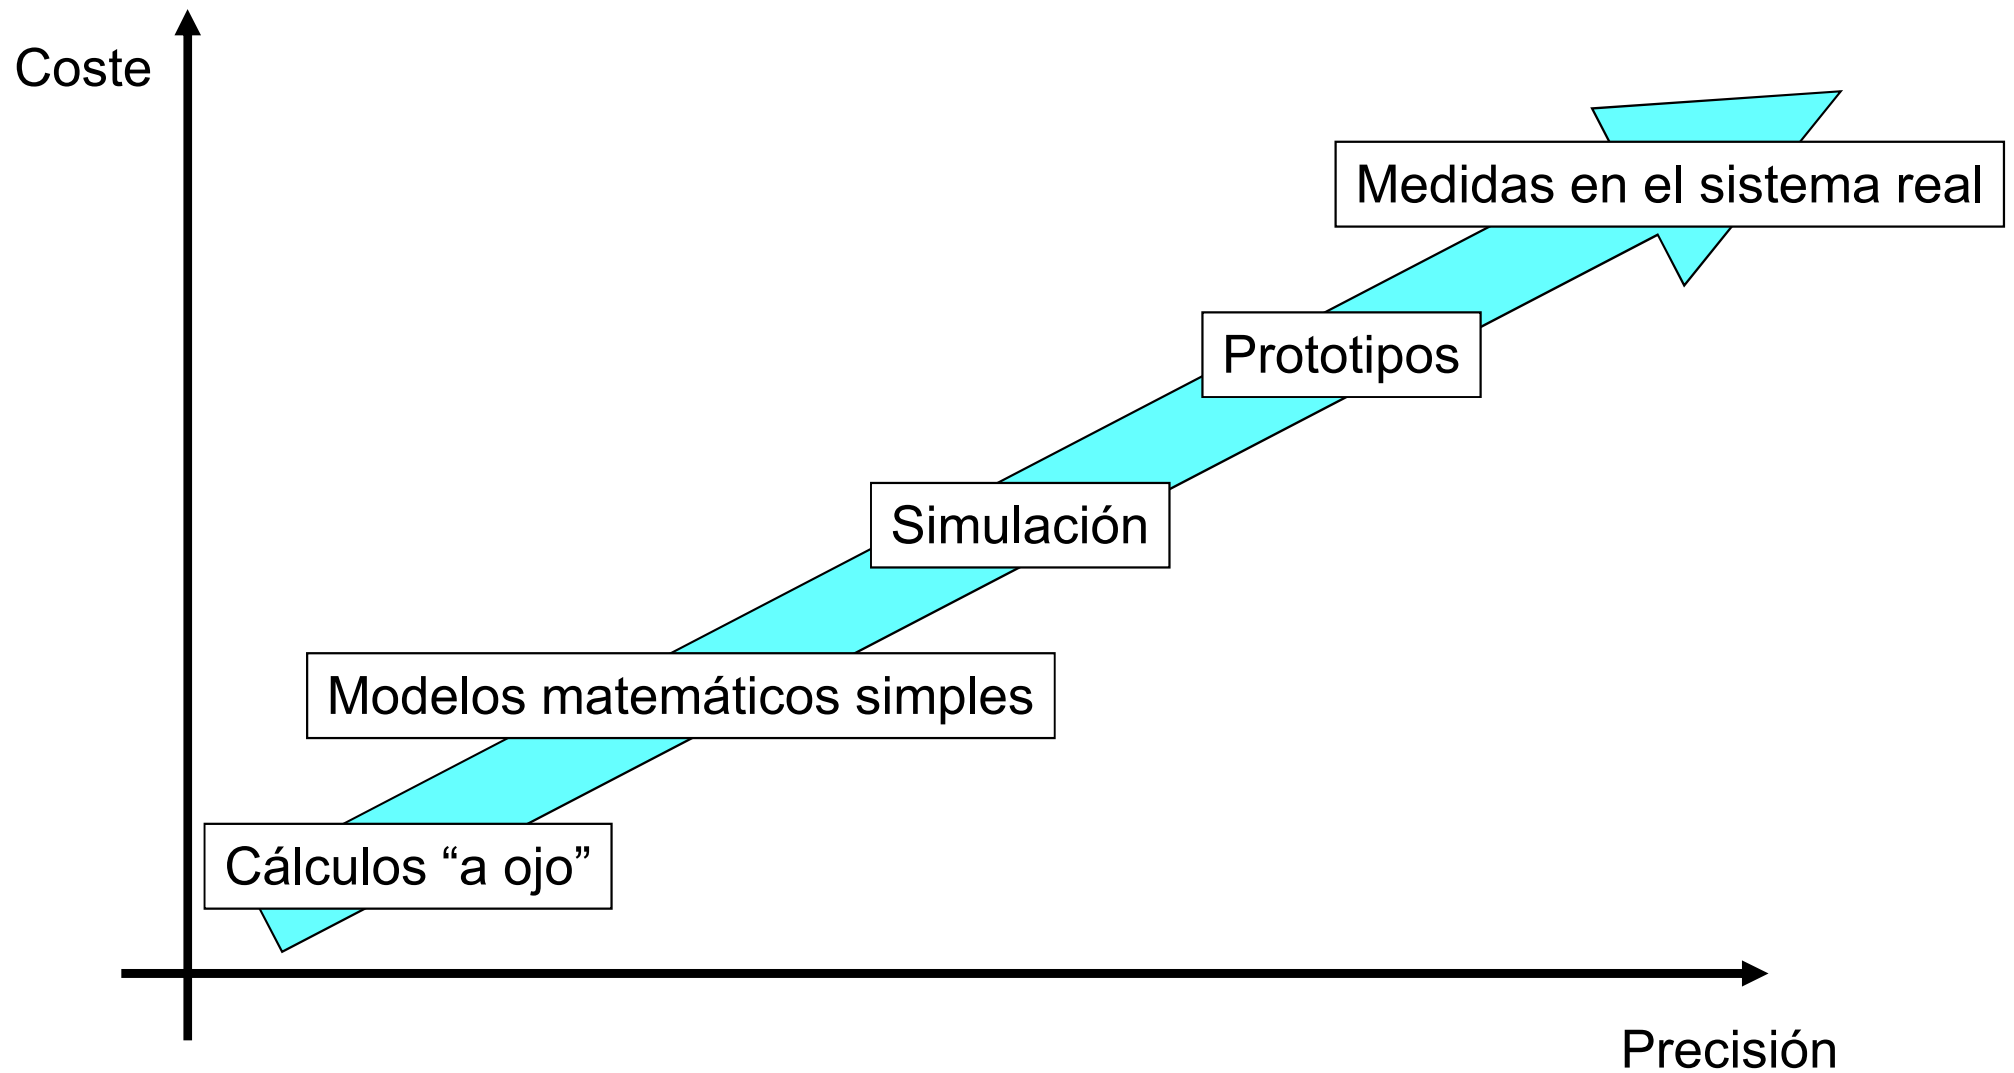 Coste
Medidas en el sistema real
Prototipos
Simulación
Modelos matemáticos simples
Cálculos “a ojo”
Precisión